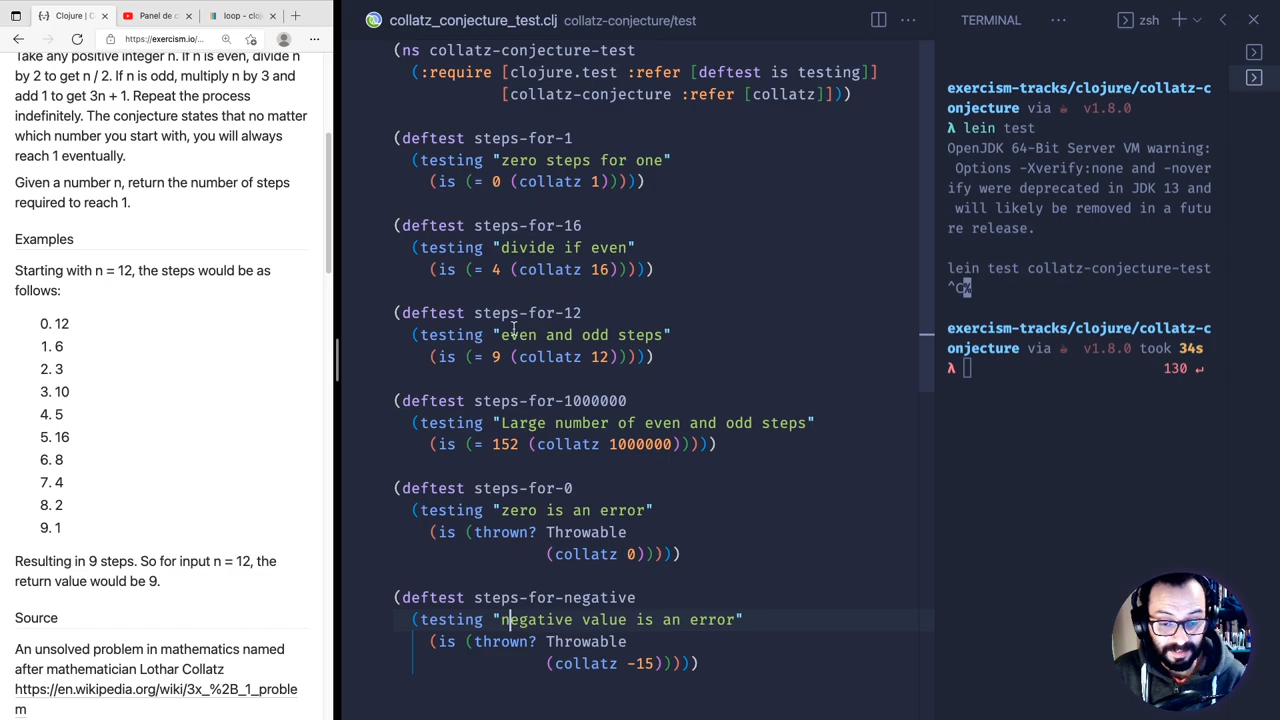 Clojure | C
Panel de c
loop - cloj
https://exercism.io/…
Take any positive integer n. If n is even, divide n
by 2 to get n / 2. If n is odd, multiply n by 3 and
add 1 to get 3n + 1. Repeat the process
indefinitely. The conjecture states that no matter
which number you start with, you will always
reach 1 eventually.
Given a number n, return the number of steps
required to reach 1.
Examples
Starting with n = 12, the steps would be as
follows:
0. 12
1. 6
2. 3
3. 10
4. 5
5. 16
6. 8
7. 4
8. 2
9. 1
Resulting in 9 steps. So for input n = 12, the
return value would be 9.
Source
An unsolved problem in mathematics named
after mathematician Lothar Collatz
https://en.wikipedia.org/wiki/3x_%2B_1_proble
m
collatz_conjecture_test.clj collatz-conjecture/test
(ns collatz-conjecture-test
(:require [clojure.test :refer [deftest is testing]]
[collatz-conjecture :refer [collatz]]))
(deftest steps-for-1
(testing "zero steps for one"
(is (= 0 (collatz 1)))))
(deftest steps-for-16
(testing "divide if even"
(is (= 4 (collatz 16)))))
(deftest steps-for-12
(testing "even and odd steps"
(is (= 9 (collatz 12)))))
(deftest steps-for-1000000
(testing "Large number of even and odd steps"
(is (= 152 (collatz 1000000)))))
(deftest steps-for-0
(testing "zero is an error"
(is (thrown? Throwable
(collatz 0)))))
(deftest steps-for-negative
(testing "negative value is an error"
(is (thrown? Throwable
(collatz -15)))))
TERMINAL
zsh
exercism-tracks/clojure/collatz-c
onjecture via ☕ v1.8.0
λ lein test
OpenJDK 64-Bit Server VM warning:
Options -Xverify:none and -nover
ify were deprecated in JDK 13 and
will likely be removed in a futu
re release.
lein test collatz-conjecture-test
^C%
exercism-tracks/clojure/collatz-c
onjecture via ☕ v1.8.0 took 34s
λ 130 ↵